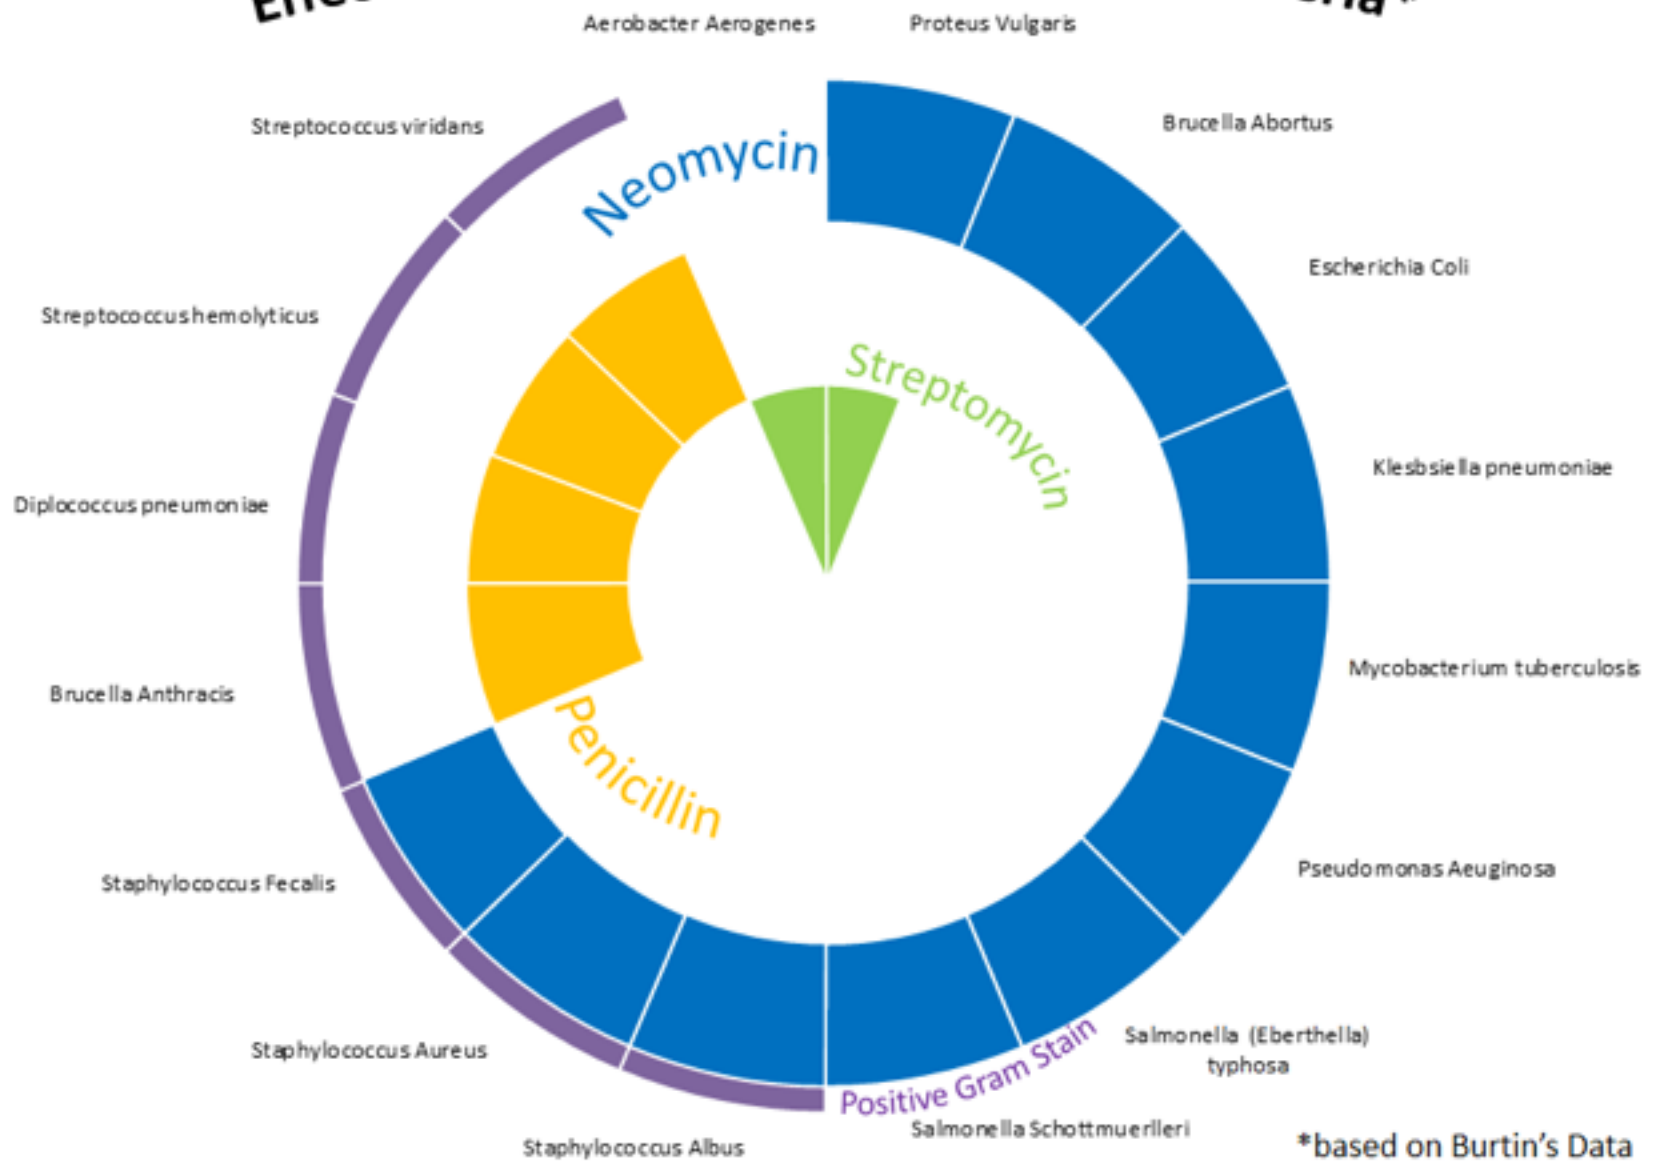 Aerobacter Aerogenes
Proteus Vulgaris
Streptococcus viridans
Neomycin
Brucella Abortus
Escherichia Coli
Streptococcus hemolyticus
Streptomycin
Klesbsiella pneumoniae
Diplococcus pneumoniae
Mycobacterium tuberculosis
Brucella Anthracis
Penicillin
Pseudomonas Aeuginosa
Staphylococcus Fecalis
Salmonella (Eberthella)
typhosa
Staphylococcus Aureus
Positive Gram Stain
Salmonella Schottmuerlleri
Staphylococcus Albus
*based on Burtin's Data